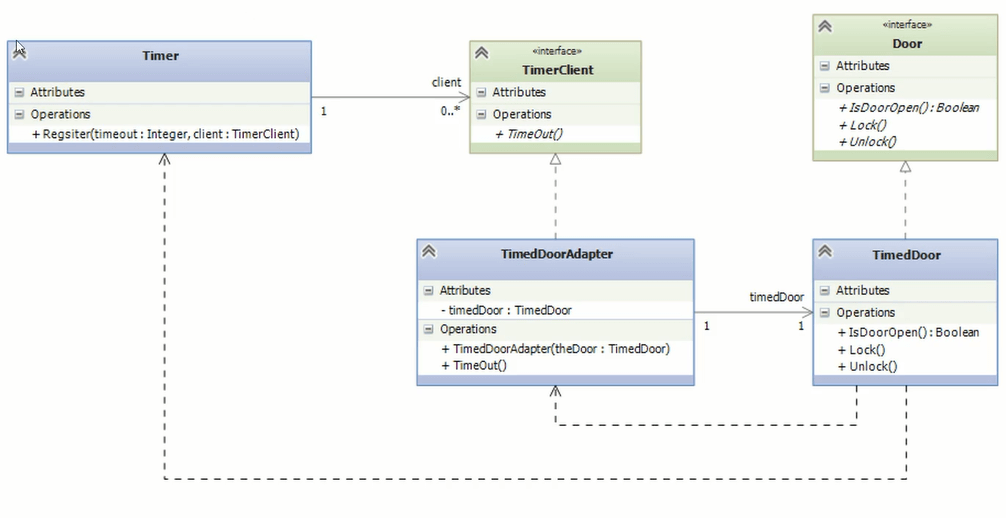 Timer
Attributes
Operations
+ Regsiter(timeout : Integer, client : TimerClient)
client
1
0..*
«interface»
TimerClient
Attributes
Operations
+ TimeOut()
«interface»
Door
Attributes
Operations
+ IsDoorOpen() : Boolean
+ Lock()
+ Unlock()
TimedDoorAdapter
Attributes
- timedDoor : TimedDoor
Operations
+ TimedDoorAdapter(theDoor : TimedDoor)
+ TimeOut()
timedDoor
1
1
TimedDoor
Attributes
Operations
+ IsDoorOpen() : Boolean
+ Lock()
+ Unlock()